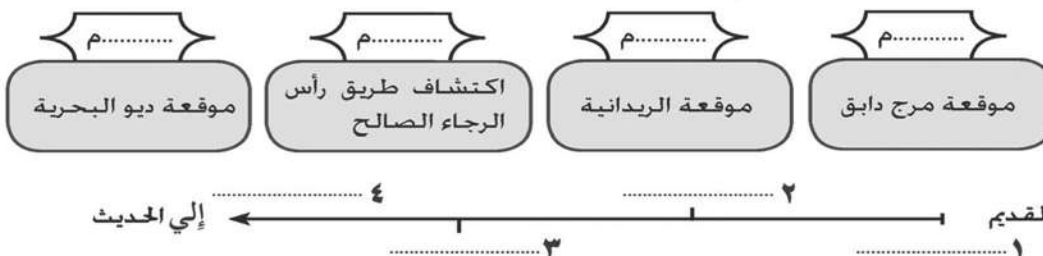 ...........م ...........م ...........م ...........م
موقعة مرج دابق
موقعة الريدانية
اكتشاف طريق رأس
الرجاء الصالح
موقعة ديو البحرية
٢ ........................ ٤ ........................
لقديم إلي الحديث
١ ........................ ٣ ........................